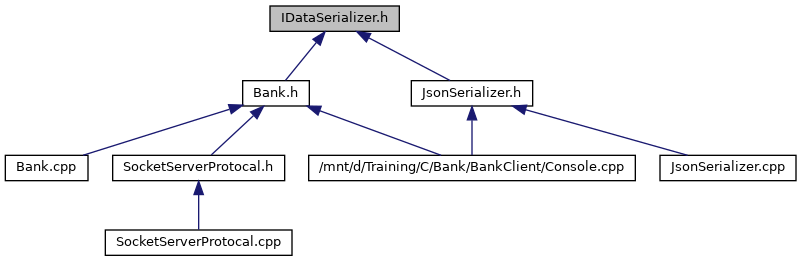 IDataSerializer.h
Bank.h
JsonSerializer.h
Bank.cpp
SocketServerProtocal.h
/mnt/d/Training/C/Bank/BankClient/Console.cpp
JsonSerializer.cpp
SocketServerProtocal.cpp